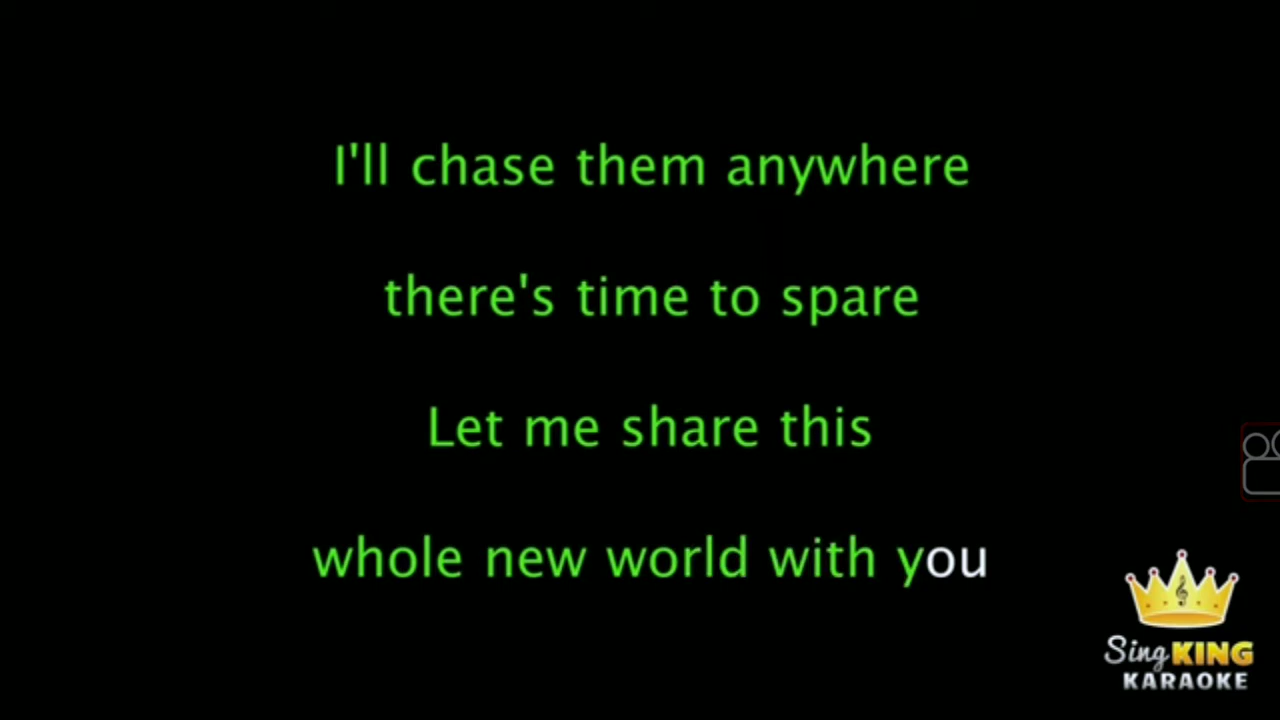 I'll chase them anywhere
there's time to spare
Let me share this
whole new world with you
Sing KING
KARAOKE